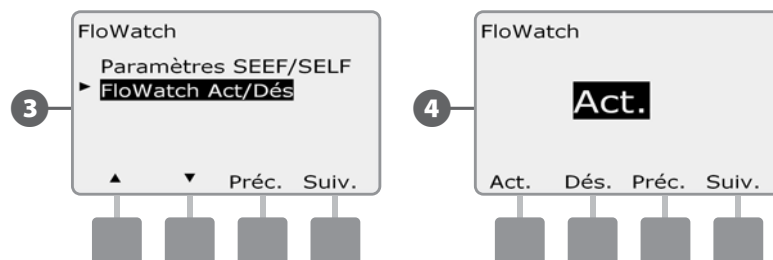 FloWatch
Paramètres SEEF/SELF
► FloWatch Act/Dés
3
▲ ▼ Préc. Suiv.
FloWatch
4
Act.
Act. Dés. Préc. Suiv.